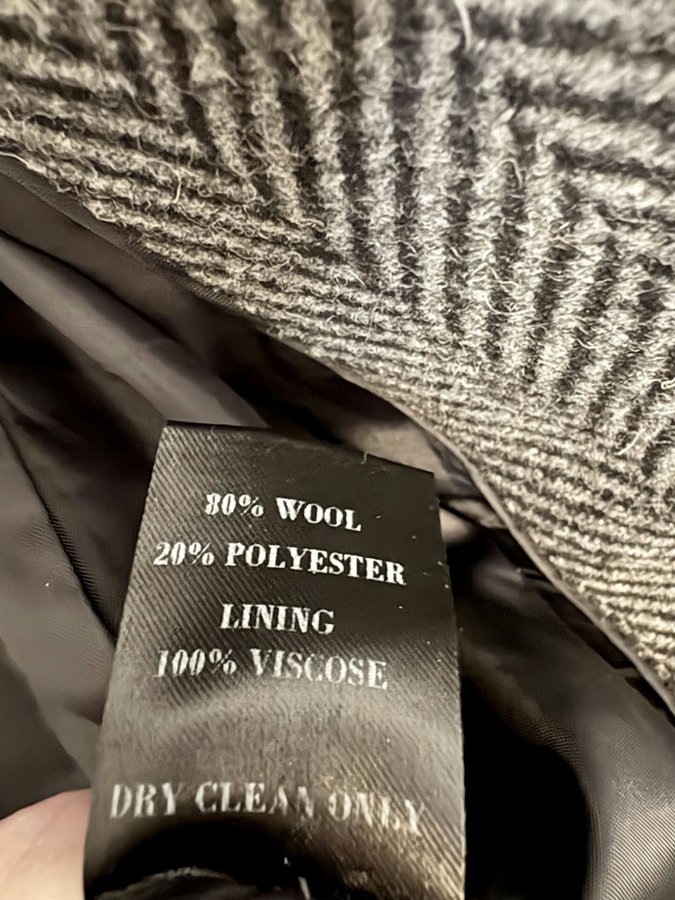 80% WOOL
20% POLYESTER
LINING
100% VISCOSE
DRY CLEAN ONLY